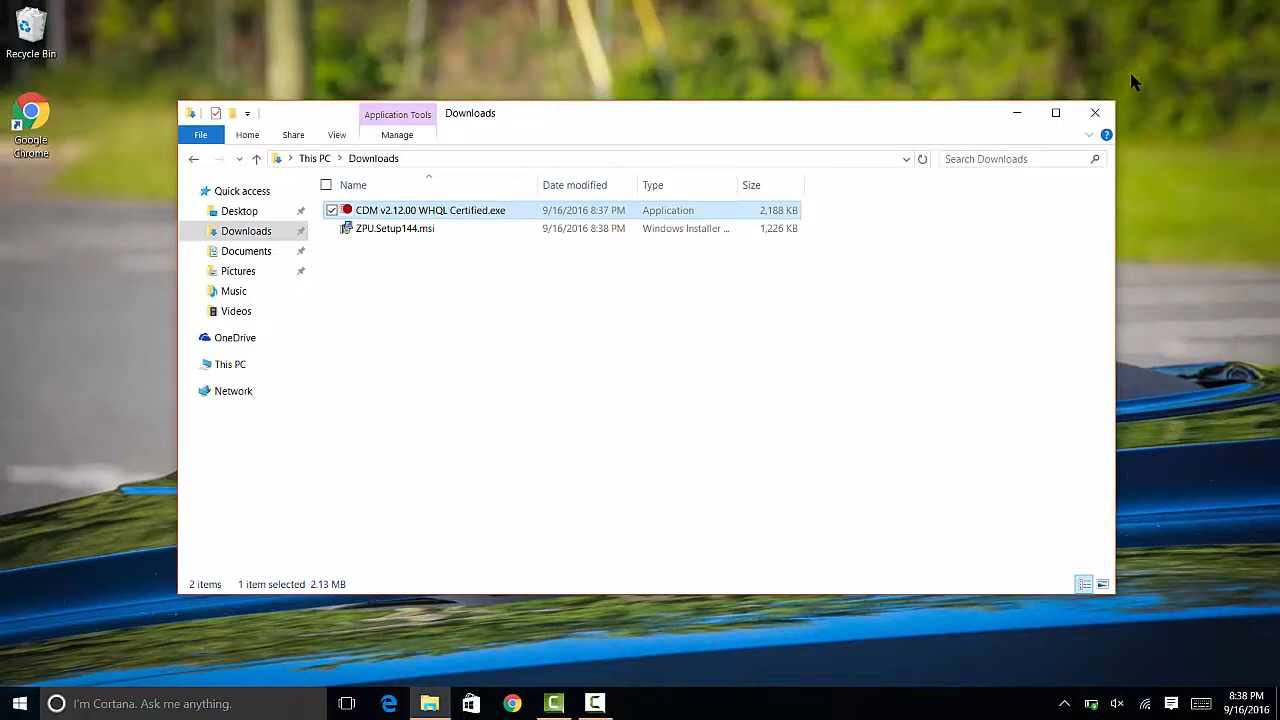 Recycle Bin
Google
Chrome
Application Tools
Downloads
File
Home
Share
View
Manage
This PC
Downloads
Search Downloads
Name
Date modified
Type
Size
Quick access
Desktop
Downloads
Documents
Pictures
Music
Videos
OneDrive
This PC
Network
CDM v2.12.00 WHQL Certified.exe 9/16/2016 8:37 PM Application 2,188 KB
ZPU.Setup144.msi 9/16/2016 8:38 PM Windows Installer ... 1,226 KB
2 items 1 item selected 2.13 MB
I'm Cortana. Ask me anything.
8:38 PM
9/16/2016